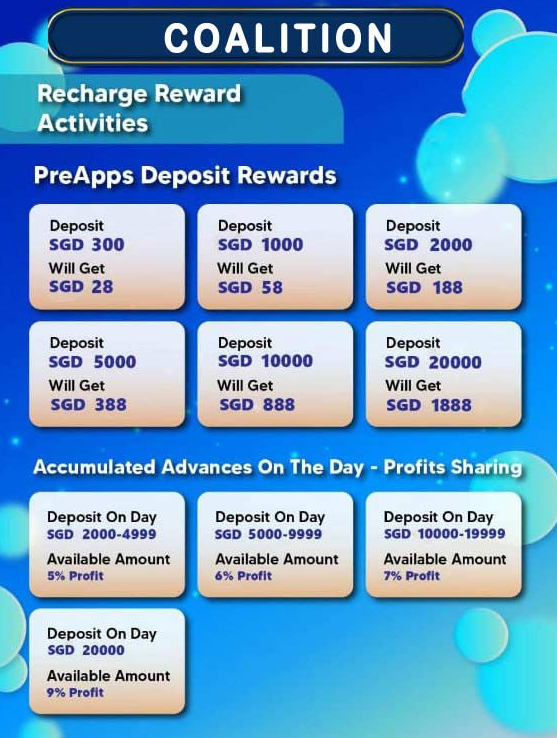 COALITION
Recharge Reward
Activities
PreApps Deposit Rewards
Deposit
SGD 300
Will Get
SGD 28
Deposit
SGD 1000
Will Get
SGD 58
Deposit
SGD 2000
Will Get
SGD 188
Deposit
SGD 5000
Will Get
SGD 388
Deposit
SGD 10000
Will Get
SGD 888
Deposit
SGD 20000
Will Get
SGD 1888
Accumulated Advances On The Day - Profits Sharing
Deposit On Day
SGD 2000-4999
Available Amount
5% Profit
Deposit On Day
SGD 5000-9999
Available Amount
6% Profit
Deposit On Day
SGD 10000-19999
Available Amount
7% Profit
Deposit On Day
SGD 20000
Available Amount
9% Profit